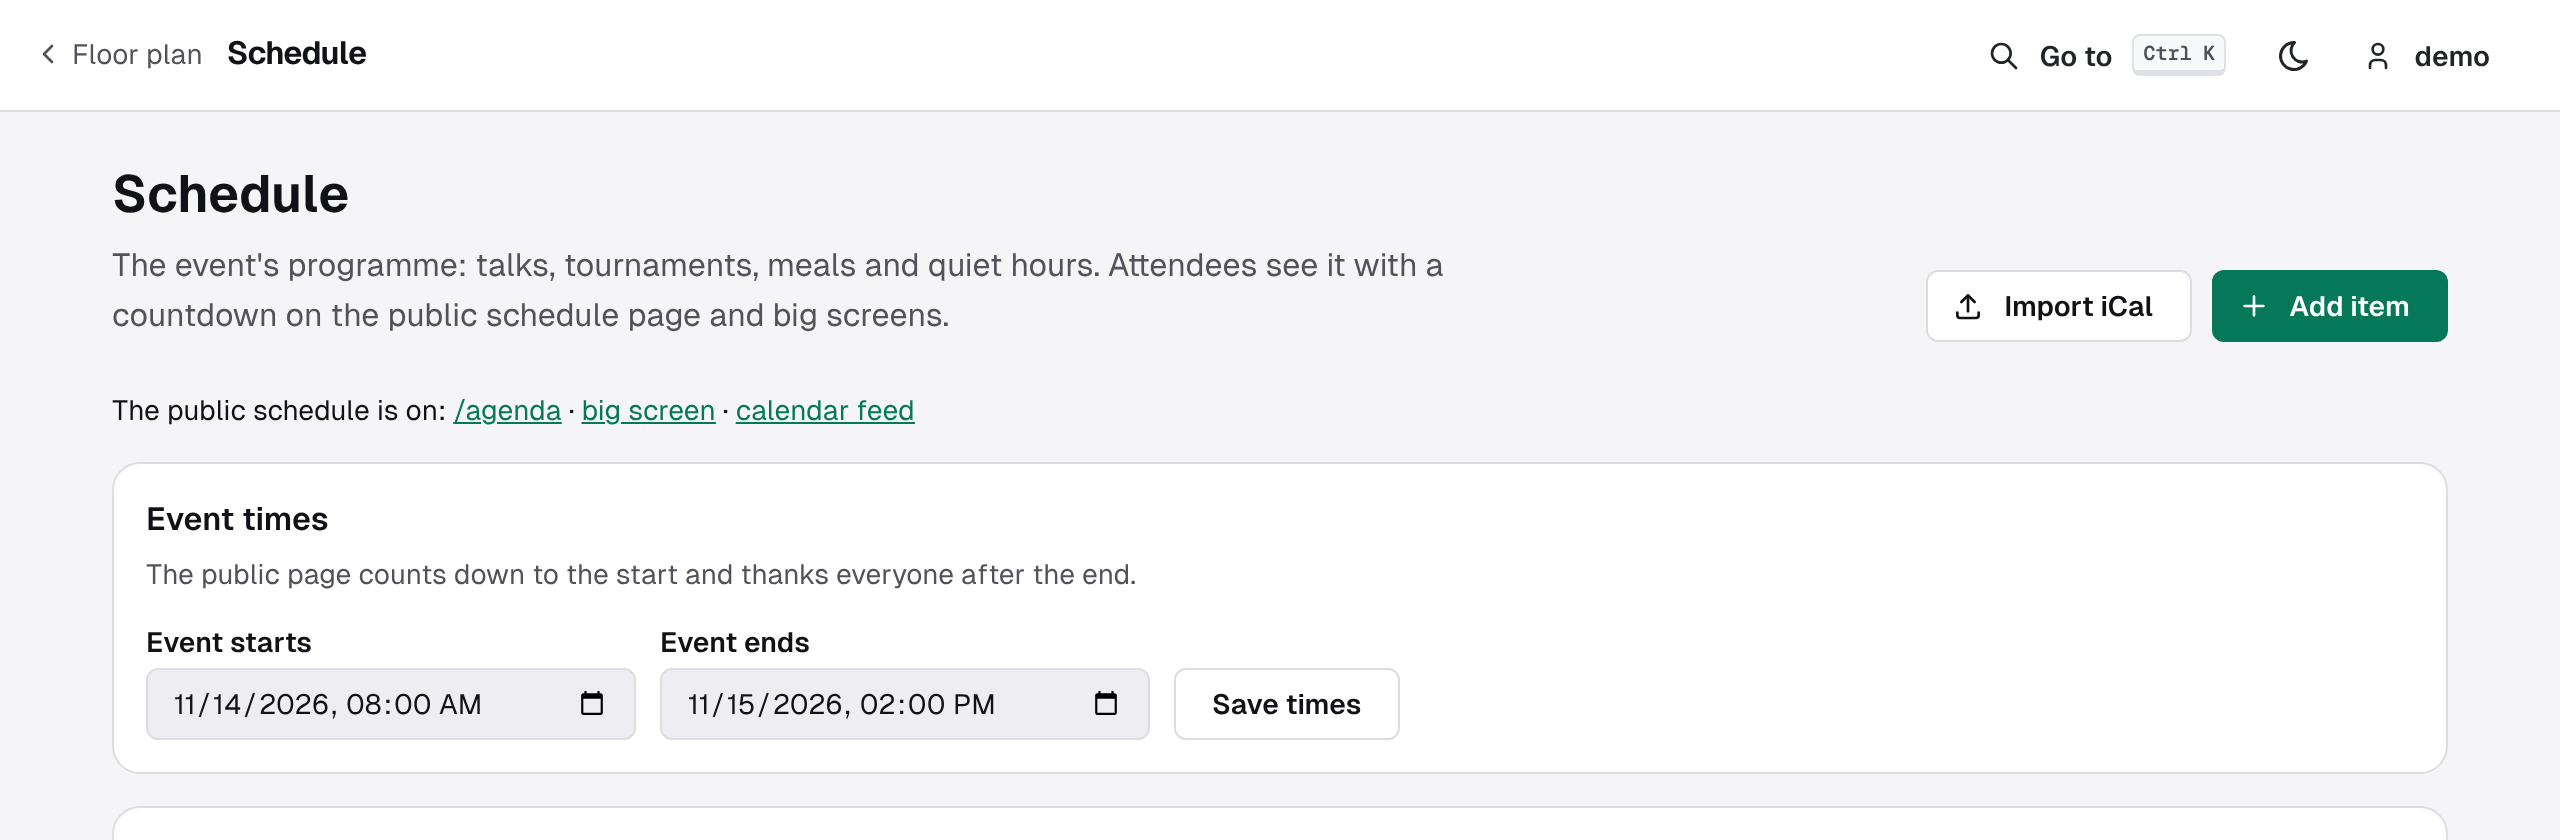 Floor plan Schedule
Go to Ctrl K demo
Schedule
The event's programme: talks, tournaments, meals and quiet hours. Attendees see it with a
countdown on the public schedule page and big screens.
Import iCal
Add item
The public schedule is on: /agenda · big screen · calendar feed
Event times
The public page counts down to the start and thanks everyone after the end.
Event starts
11/14/2026, 08:00 AM
Event ends
11/15/2026, 02:00 PM
Save times